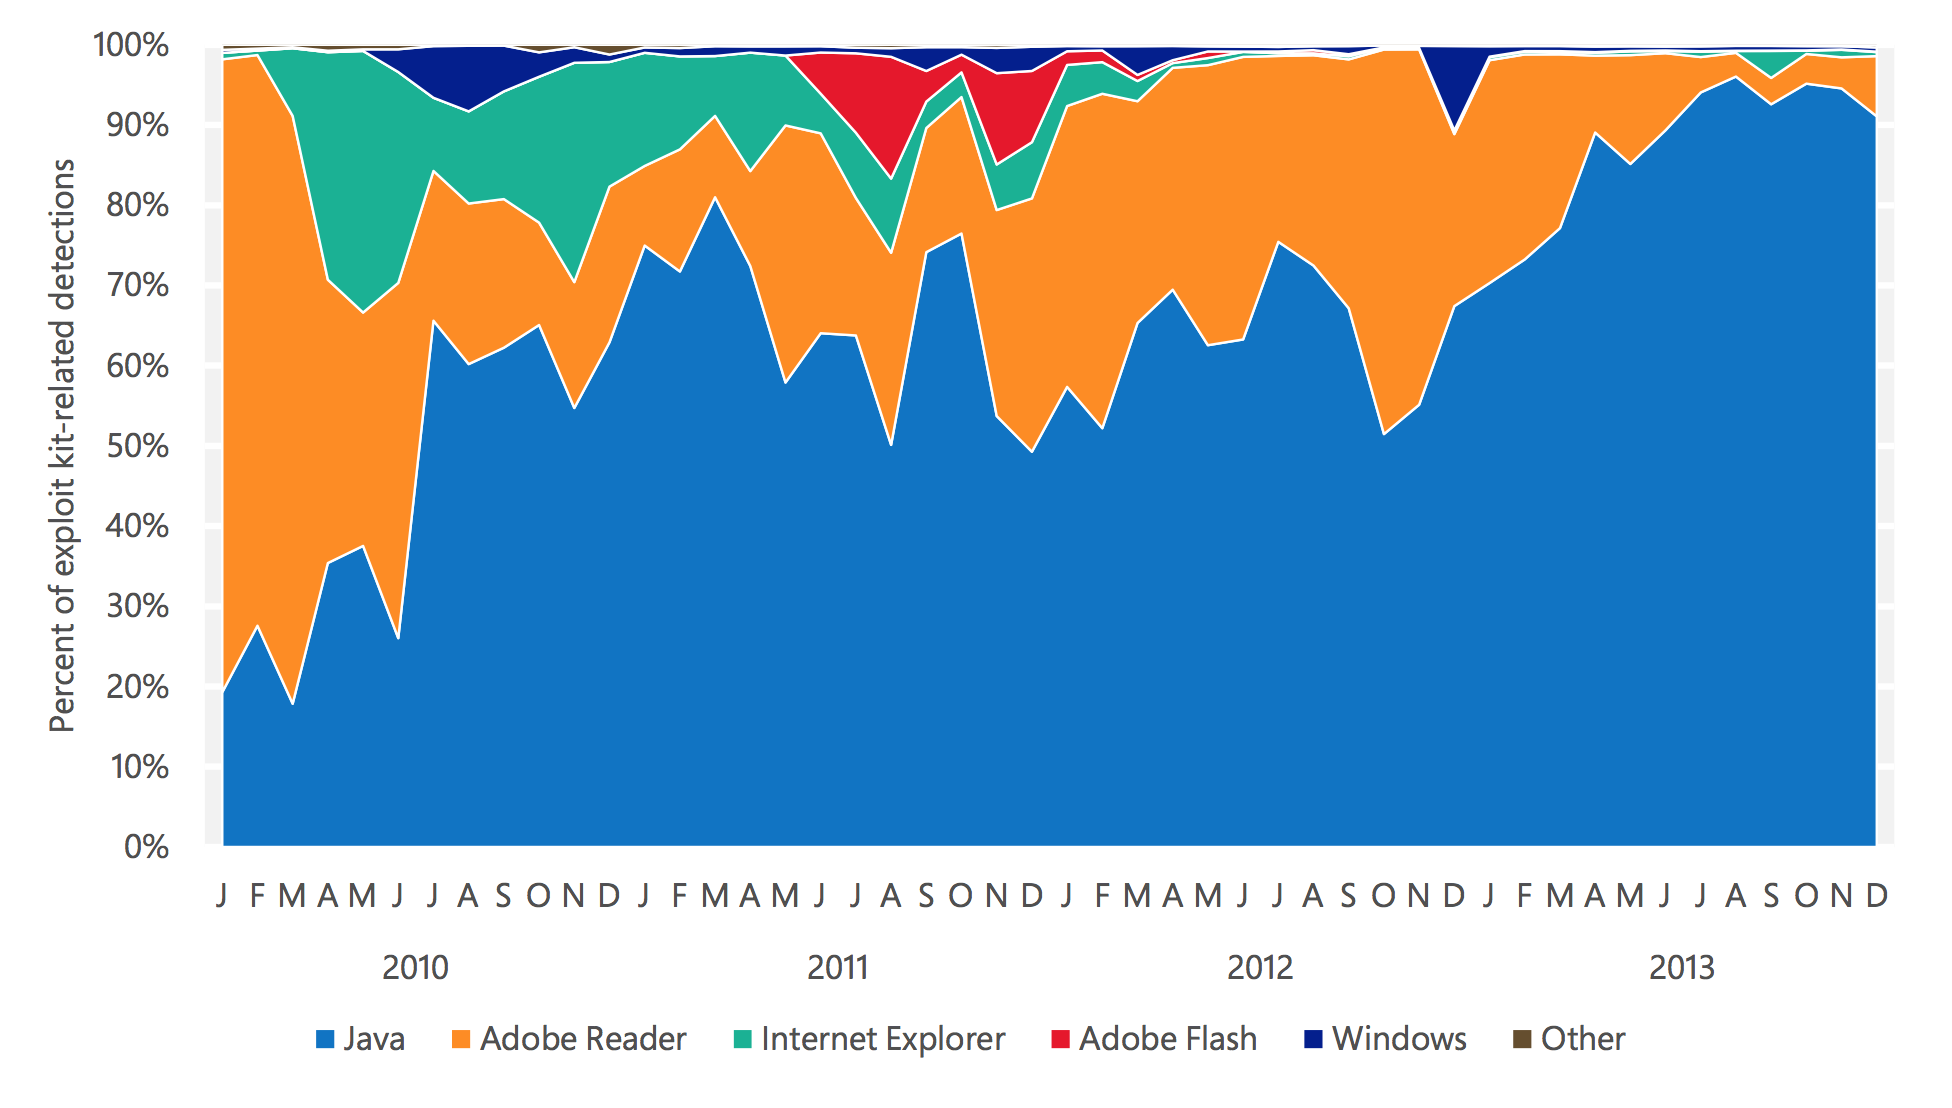 100%
90%
80%
70%
60%
50%
40%
30%
20%
10%
0%
Percent of exploit kit-related detections
J F M A M J J A S O N D J F M A M J J A S O N D J F M A M J J A S O N D J F M A M J J A S O N D
2010 2011 2012 2013
Java Adobe Reader Internet Explorer Adobe Flash Windows Other